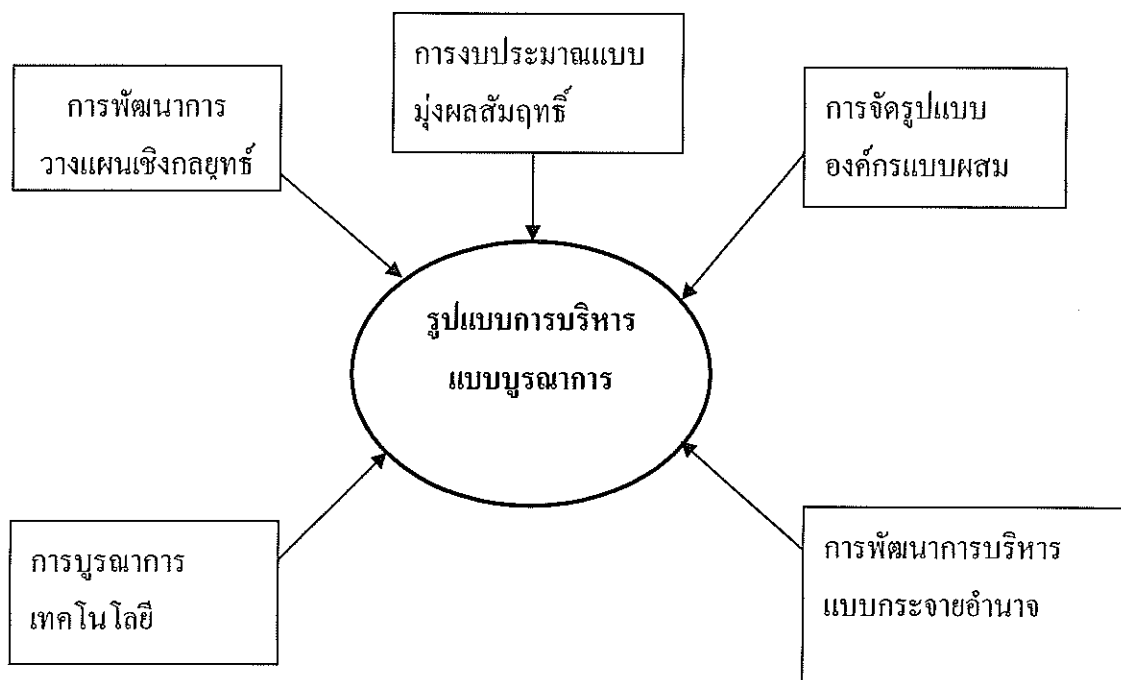 การงบประมาณแบบ
มุ่งผลสัมฤทธิ์
การพัฒนาการ
วางแผนเชิงกลยุทธ์
การจัดรูปแบบ
องค์กรแบบผสม
รูปแบบการบริหาร
แบบบูรณาการ
การบูรณาการ
เทคโนโลยี
การพัฒนาการบริหาร
แบบกระจายอำนาจ